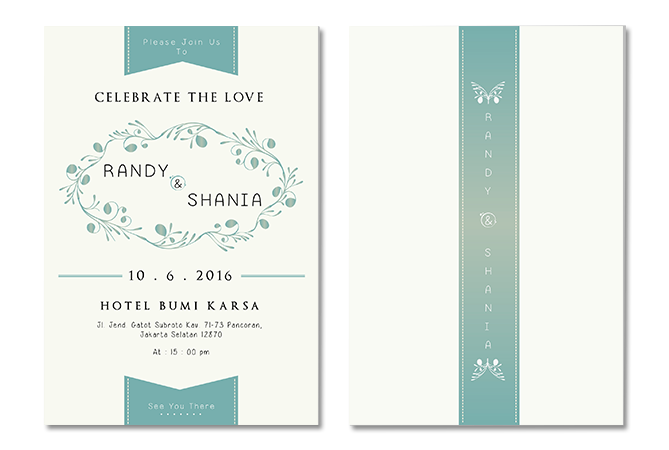 Please Join Us
To
CELEBRATE THE LOVE
RANDY
&
SHANIA
10 . 6 . 2016
HOTEL BUMI KARSA
Jl. Jend. Gatot Subroto Kav. 71-73 Pancoran,
Jakarta Selatan 12870
At : 15 : 00 pm
See You There
RANDY
&
SHANIA